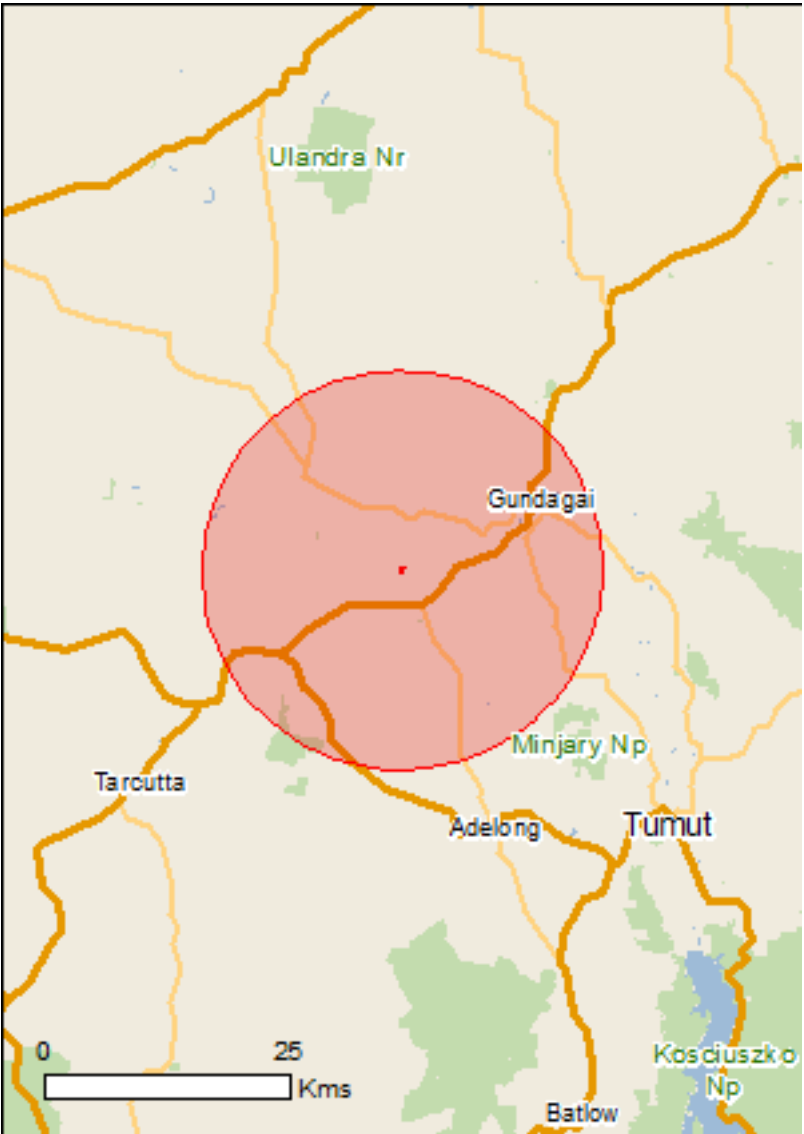 Ulandra Nr
Gundagai
Minjary Np
Tarcutta
Adelong
Tumut
0 25
Kms
Kosciuszko
Np
Batlow